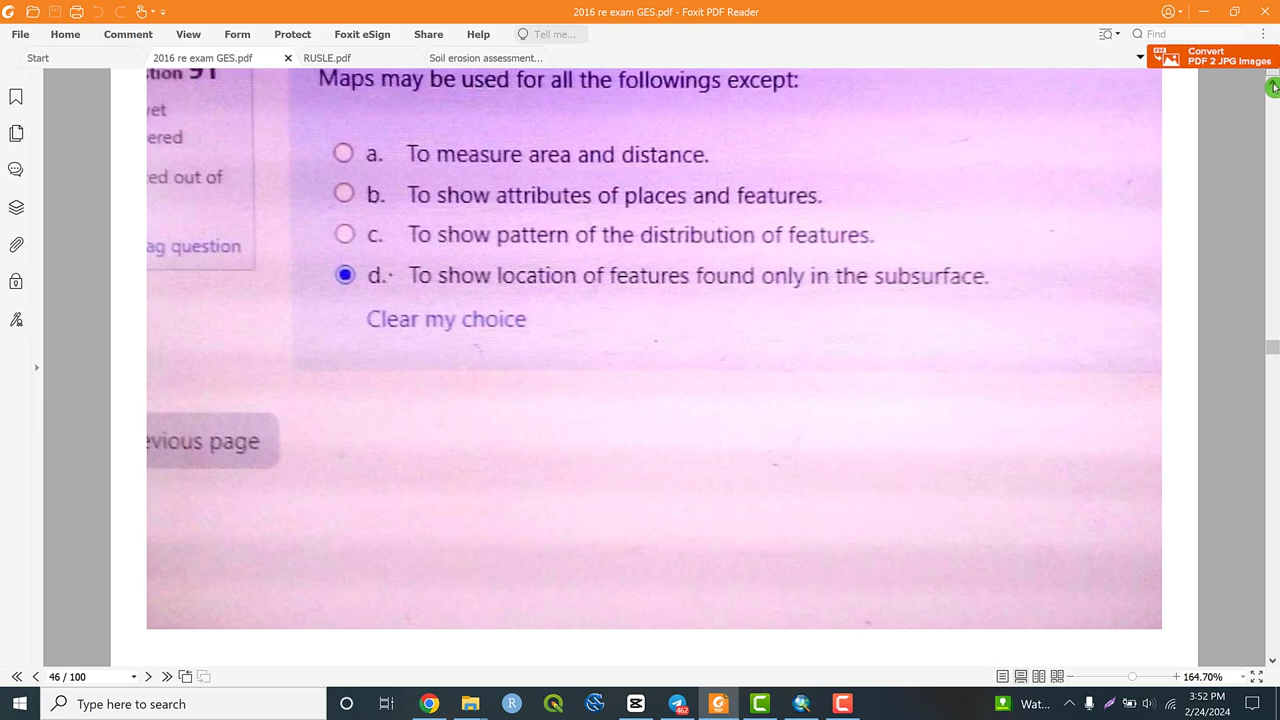 2016 re exam GES.pdf - Foxit PDF Reader
File Home Comment View Form Protect Foxit eSign Share Help Tell me... Find
Start 2016 re exam GES.pdf RUSLE.pdf Soil erosion assessment... Convert
PDF 2 JPG Images
tion 91
Maps may be used for all the followings except:
yet
ered
ed out of
ag question
a. To measure area and distance.
b. To show attributes of places and features.
c. To show pattern of the distribution of features.
d. To show location of features found only in the subsurface.
Clear my choice
evious page
46 / 100
164.70%
Type here to search
462
Wat...
3:52 PM
2/24/2024